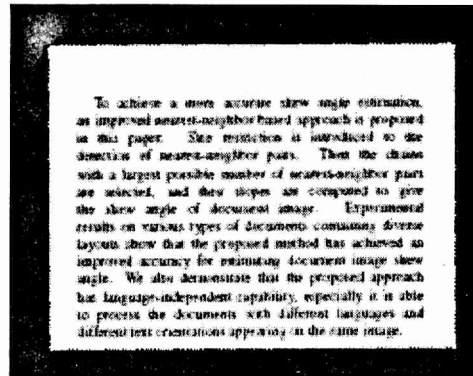 To achieve a more accurate skew angle estimation,
an improved nearest-neighbor based approach is proposed
in this paper. Size restriction is introduced to the
detection of nearest-neighbor pairs. Then the chains
with a largest possible number of nearest-neighbor pairs
are selected, and their slopes are computed to give
the skew angle of document image. Experimental
results on various types of documents containing diverse
layouts show that the proposed method has achieved an
improved accuracy for estimating document image skew
angle. We also demonstrate that the proposed approach
has language-independent capability, especially it is able
to process the documents with different languages and
different text orientations appearing in the same image.